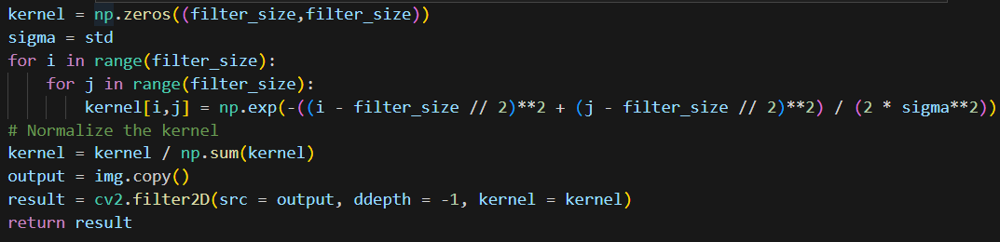 kernel = np.zeros((filter_size,filter_size))
sigma = std
for i in range(filter_size):
    for j in range(filter_size):
        kernel[i,j] = np.exp(-((i - filter_size // 2)**2 + (j - filter_size // 2)**2) / (2 * sigma**2))
# Normalize the kernel
kernel = kernel / np.sum(kernel)
output = img.copy()
result = cv2.filter2D(src = output, ddepth = -1, kernel = kernel)
return result